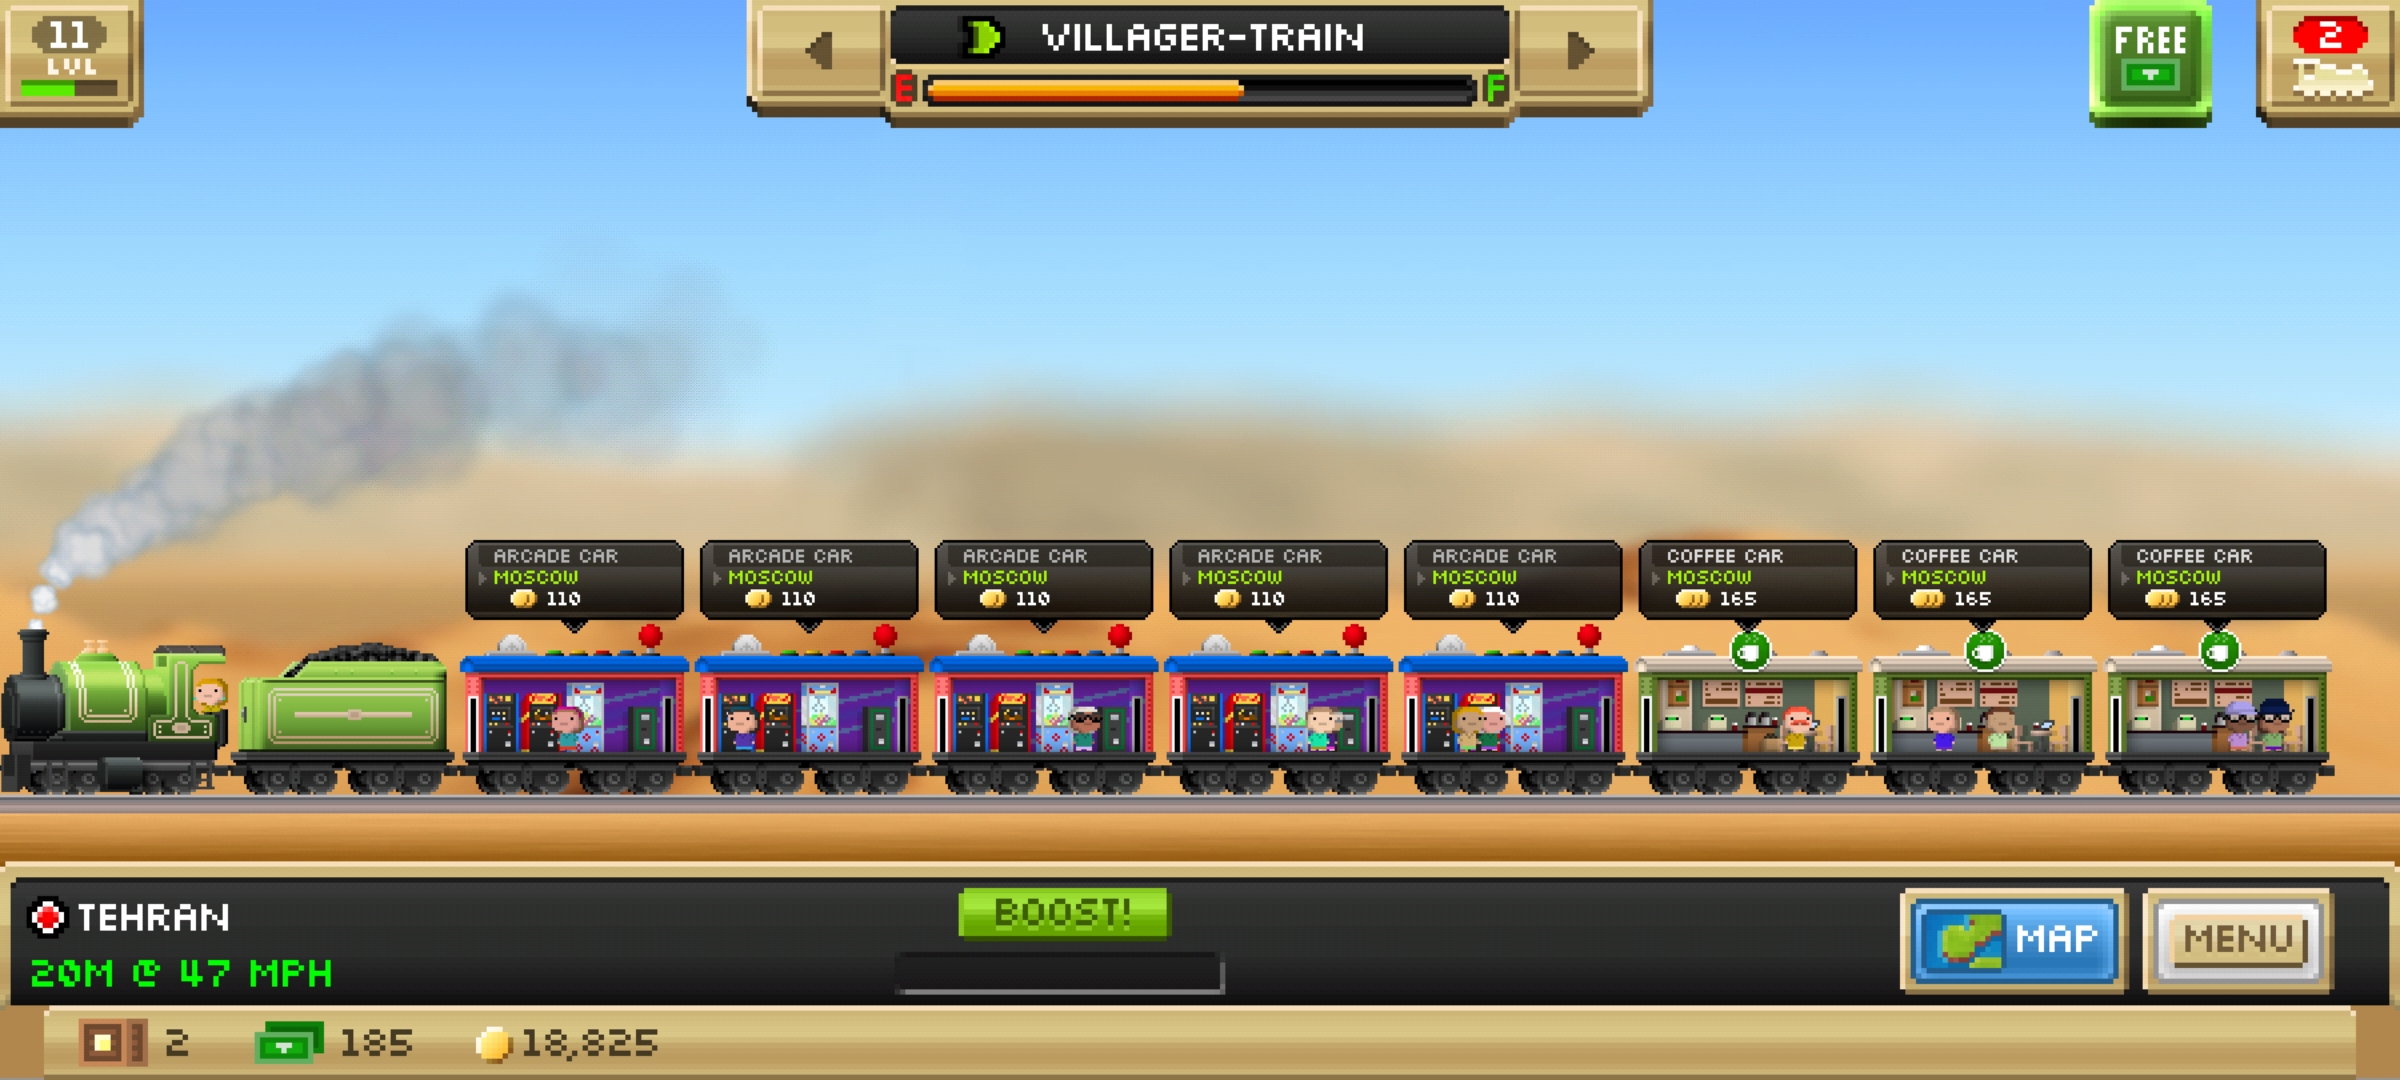 11
LVL
VILLAGER-TRAIN
E
F
FREE
2
ARCADE CAR
MOSCOW
110
ARCADE CAR
MOSCOW
110
ARCADE CAR
MOSCOW
110
ARCADE CAR
MOSCOW
110
ARCADE CAR
MOSCOW
110
COFFEE CAR
MOSCOW
165
COFFEE CAR
MOSCOW
165
COFFEE CAR
MOSCOW
165
TEHRAN
20M @ 47 MPH
BOOST!
MAP
MENU
2
185
18,825